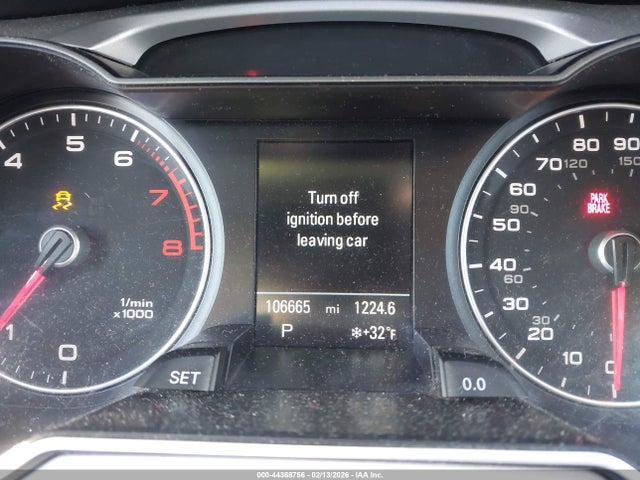 4 5 6 7 8
1/min
x1000
1 0
SET
Turn off
ignition before
leaving car
106665 mi 1224.6
P ❄+32°F
80 90
70 120 150
60
90
50
40
60
30
30
20
10
0
PARK
BRAKE
0.0
000-44368756 - 02/13/2026 - IAA Inc.